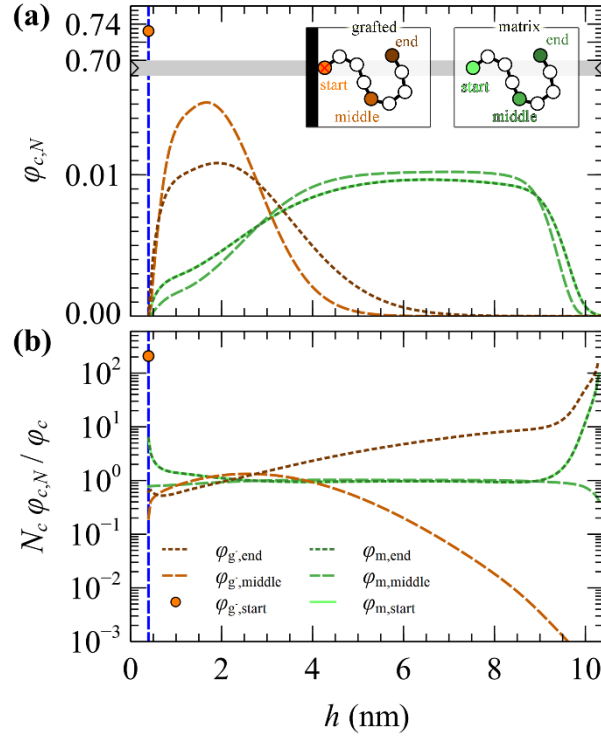 (a)
0.74
0.70
0.01
0.00
φc,N
grafted
end
start
middle
matrix
end
start
middle
(b)
10²
10¹
10⁰
10⁻¹
10⁻²
10⁻³
Nc φc,N / φc
φg⁻,end
φg⁻,middle
φg⁻,start
φm,end
φm,middle
φm,start
0 2 4 6 8 10
h (nm)